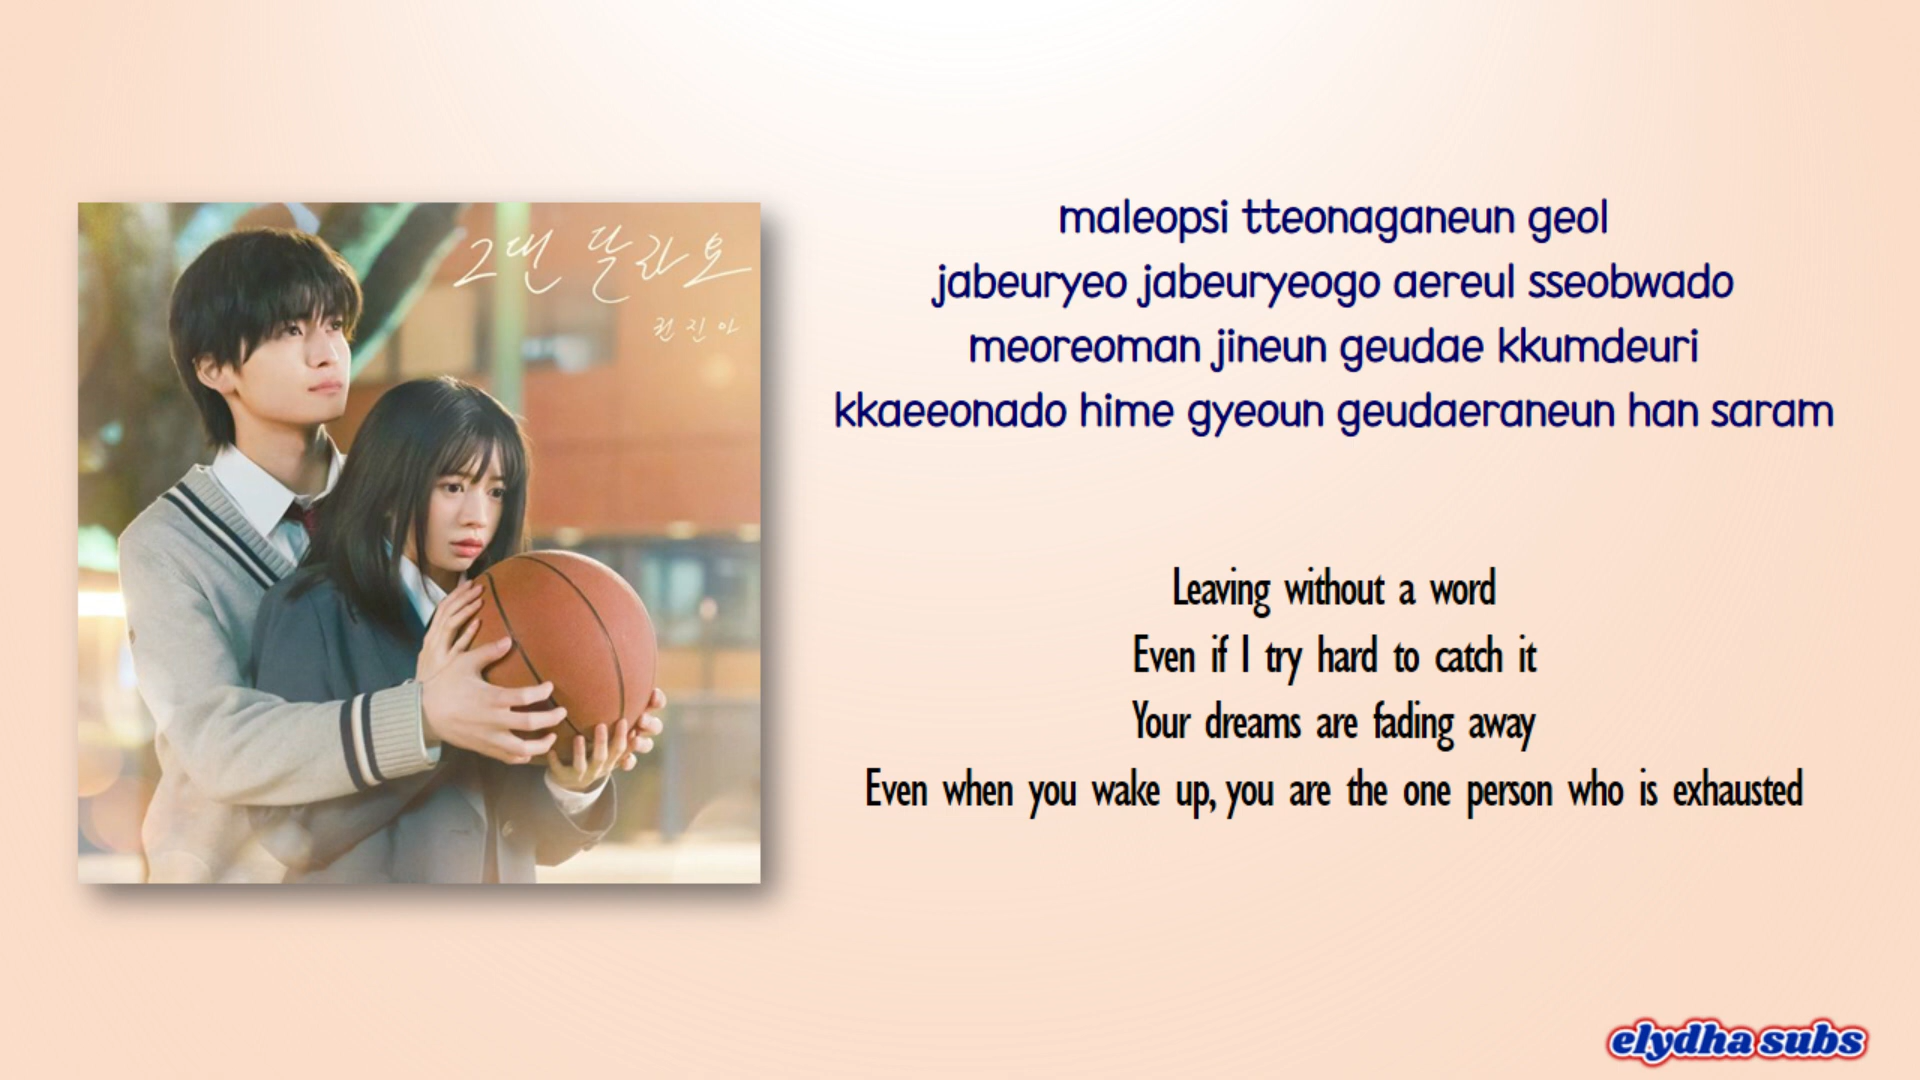 그댄 달라요
권진아
maleopsi tteonaganeun geol
jabeuryeo jabeuryeogo aereul sseobwado
meoreoman jineun geudae kkumdeuri
kkaeeonado hime gyeoun geudaeraneun han saram
Leaving without a word
Even if I try hard to catch it
Your dreams are fading away
Even when you wake up, you are the one person who is exhausted
elydha subs